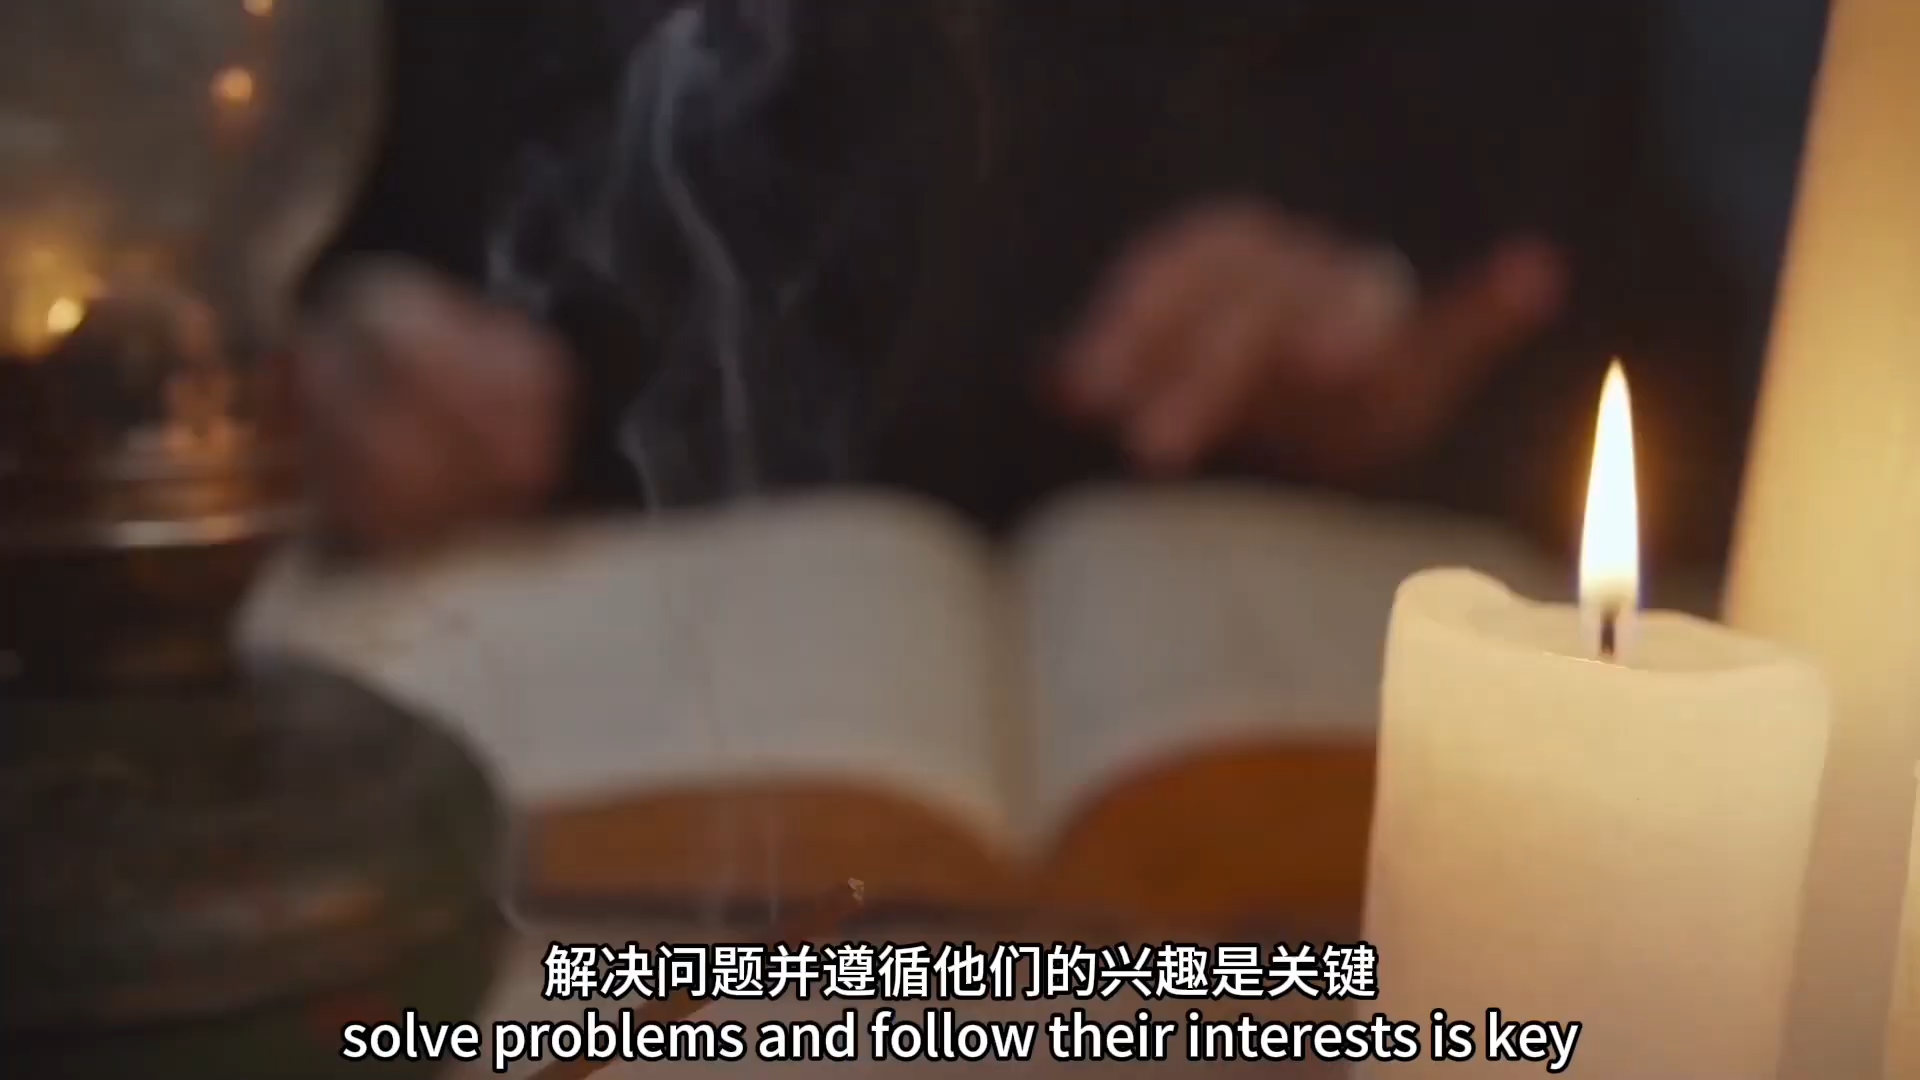 解决问题并遵循他们的兴趣是关键
solve problems and follow their interests is key